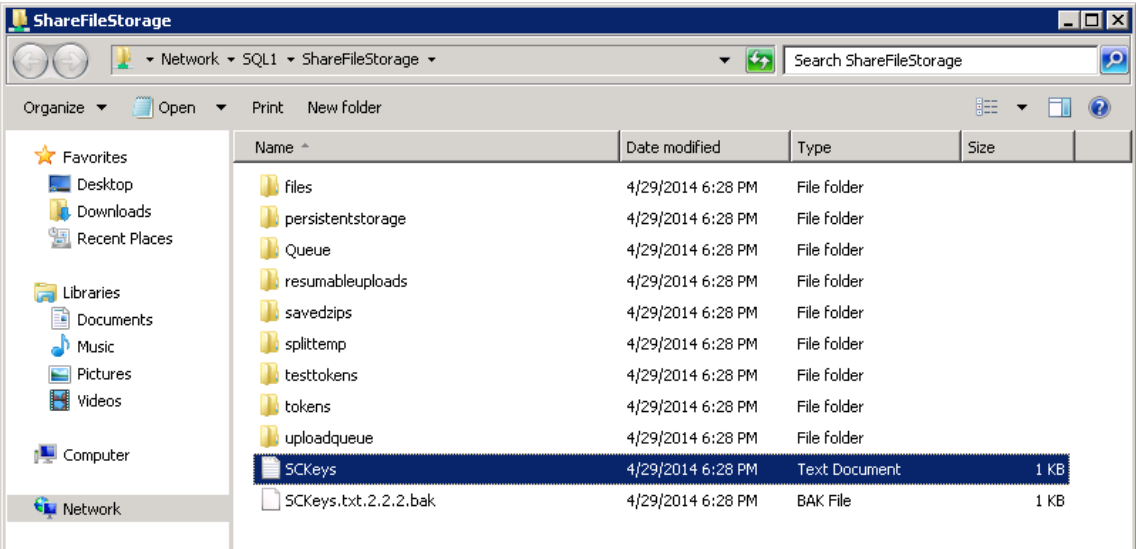 ShareFileStorage
Network SQL1 ShareFileStorage Search ShareFileStorage
Organize Open Print New folder
Name Date modified Type Size
Favorites
Desktop
Downloads
Recent Places
Libraries
Documents
Music
Pictures
Videos
Computer
Network
files 4/29/2014 6:28 PM File folder
persistentstorage 4/29/2014 6:28 PM File folder
Queue 4/29/2014 6:28 PM File folder
resumableuploads 4/29/2014 6:28 PM File folder
savedzips 4/29/2014 6:28 PM File folder
splittemp 4/29/2014 6:28 PM File folder
testtokens 4/29/2014 6:28 PM File folder
tokens 4/29/2014 6:28 PM File folder
uploadqueue 4/29/2014 6:28 PM File folder
SCKeys 4/29/2014 6:28 PM Text Document 1 KB
SCKeys.txt.2.2.2.bak 4/29/2014 6:28 PM BAK File 1 KB